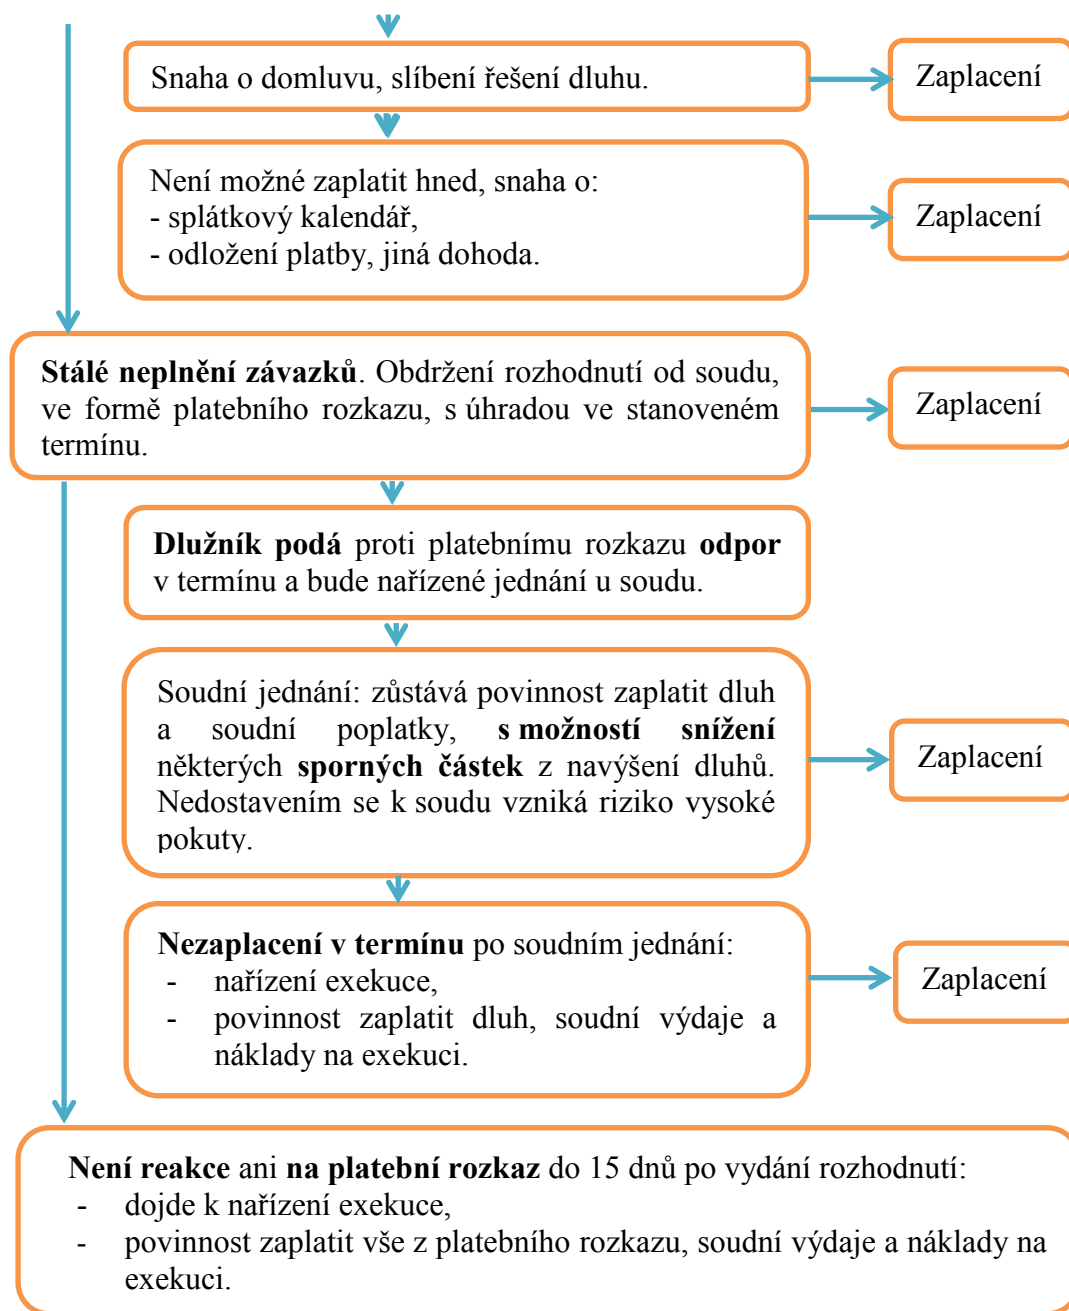 Snaha o domluvu, slíbení řešení dluhu.
Zaplacení
Není možné zaplatit hned, snaha o:
- splátkový kalendář,
- odložení platby, jiná dohoda.
Zaplacení
Stálé neplnění závazků. Obdržení rozhodnutí od soudu,
ve formě platebního rozkazu, s úhradou ve stanoveném
termínu.
Zaplacení
Dlužník podá proti platebnímu rozkazu odpor
v termínu a bude nařízené jednání u soudu.
Soudní jednání: zůstává povinnost zaplatit dluh
a soudní poplatky, s možností snížení
některých sporných částek z navýšení dluhů.
Nedostavením se k soudu vzniká riziko vysoké
pokuty.
Zaplacení
Nezaplacení v termínu po soudním jednání:
- nařízení exekuce,
- povinnost zaplatit dluh, soudní výdaje a
náklady na exekuci.
Zaplacení
Není reakce ani na platební rozkaz do 15 dnů po vydání rozhodnutí:
- dojde k nařízení exekuce,
- povinnost zaplatit vše z platebního rozkazu, soudní výdaje a náklady na
exekuci.